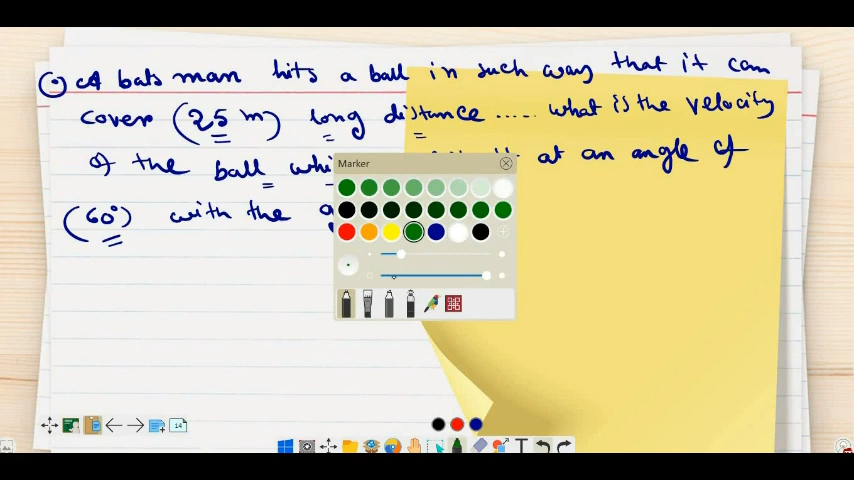 A bats man hits a ball in such way that it can
cover (25 m) long distance ..... what is the velocity
of the ball at an angle of
(60°) with the
Marker
14